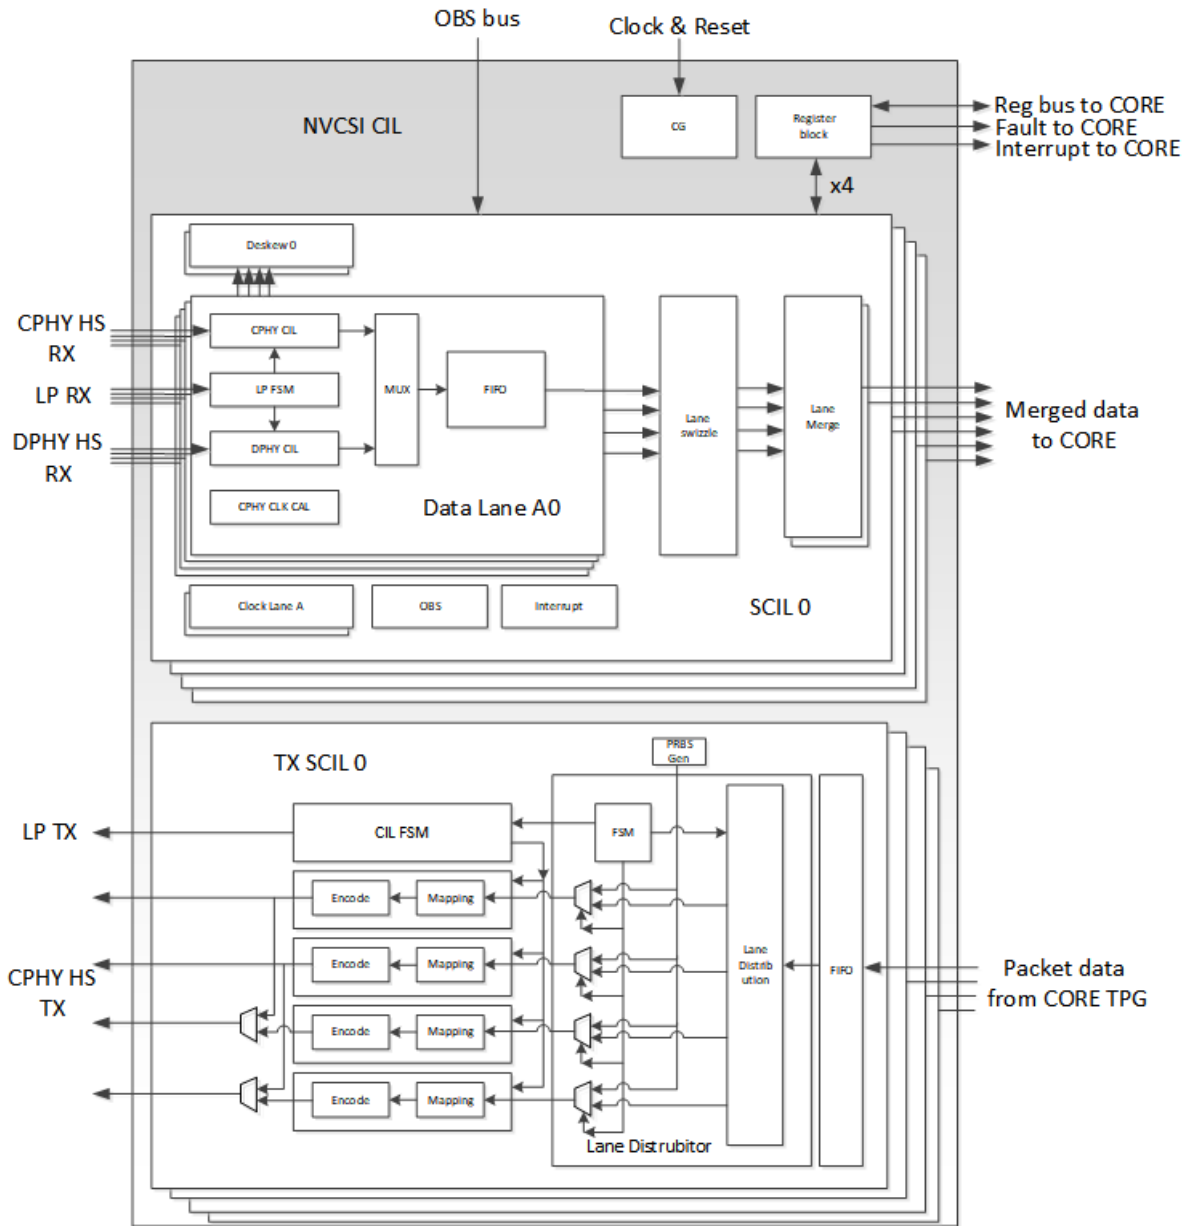 OBS bus
Clock & Reset
NVCSI CIL
CG
Register
block
Reg bus to CORE
Fault to CORE
Interrupt to CORE
x4
Deskew 0
CPHY HS
RX
CPHY CIL
LP RX
LP FSM
DPHY HS
RX
DPHY CIL
CPHY CLK CAL
MUX
FIFO
Data Lane A0
Lane
swizzle
Lane
Merge
Merged data
to CORE
Clock Lane A
OBS
Interrupt
SCIL 0
TX SCIL 0
PRBS
Gen
LP TX
CIL FSM
FSM
Encode
Mapping
Encode
Mapping
Encode
Mapping
Encode
Mapping
CPHY HS
TX
Lane
Distrib
ution
FIFO
Packet data
from CORE TPG
Lane Distrubitor